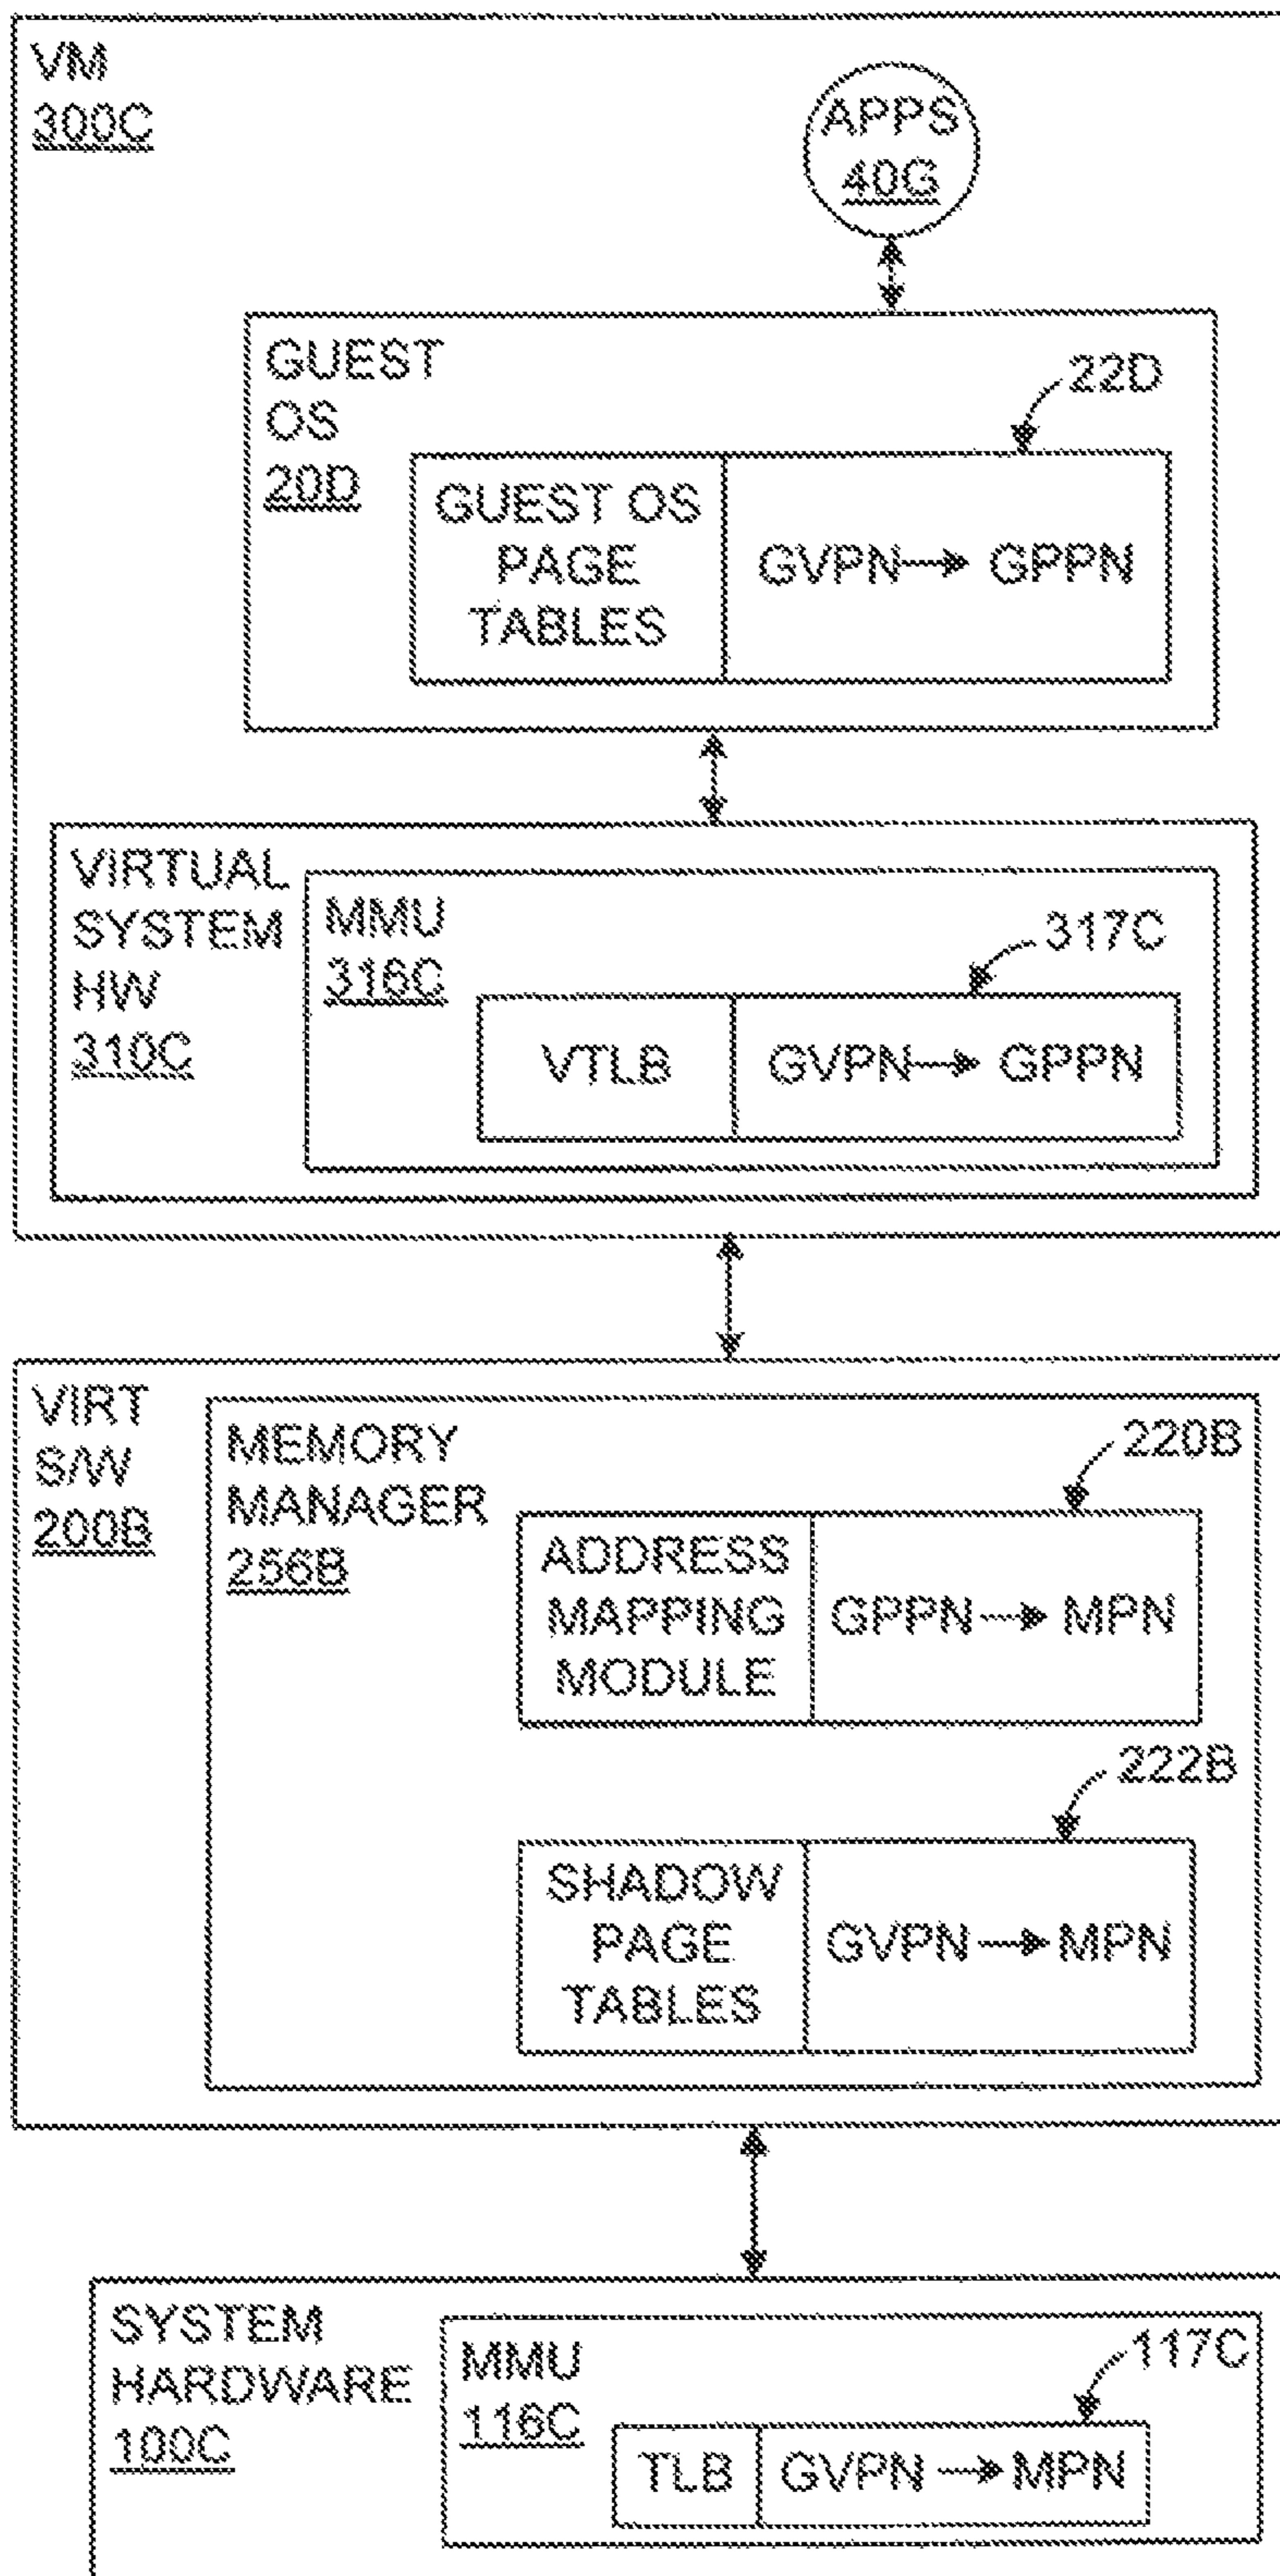 VM
300C
APPS
40G
GUEST
OS
20D
22D
GUEST OS
PAGE
TABLES
GVPN → GPPN
VIRTUAL
SYSTEM
HW
310C
MMU
316C
317C
VTLB
GVPN → GPPN
VIRT
S/W
200B
MEMORY
MANAGER
256B
220B
ADDRESS
MAPPING
MODULE
GPPN → MPN
222B
SHADOW
PAGE
TABLES
GVPN → MPN
SYSTEM
HARDWARE
100C
MMU
116C
117C
TLB
GVPN → MPN